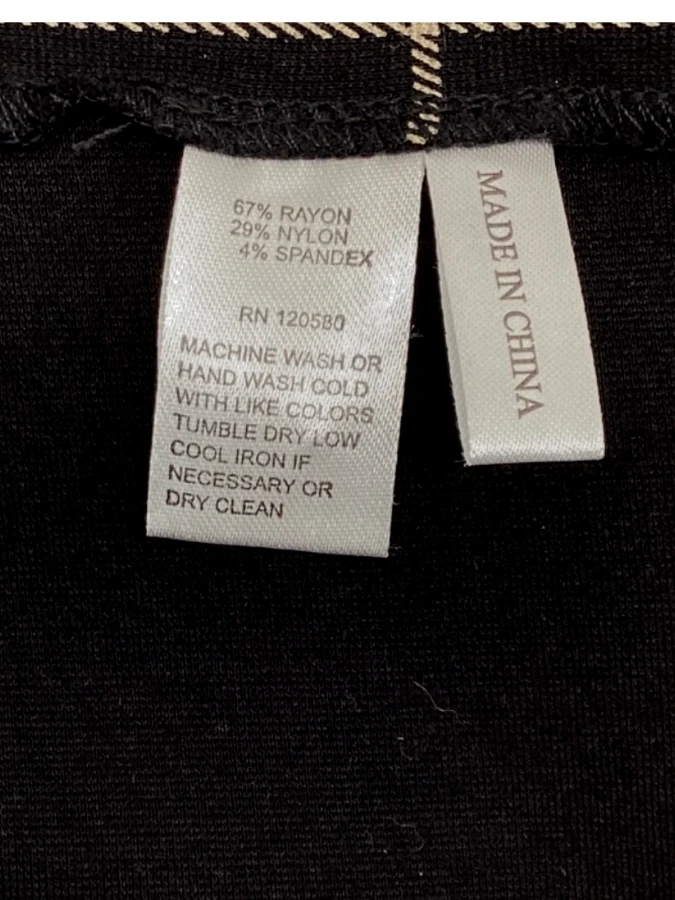 67% RAYON
29% NYLON
4% SPANDEX
RN 120580
MACHINE WASH OR
HAND WASH COLD
WITH LIKE COLORS
TUMBLE DRY LOW
COOL IRON IF
NECESSARY OR
DRY CLEAN
MADE IN CHINA